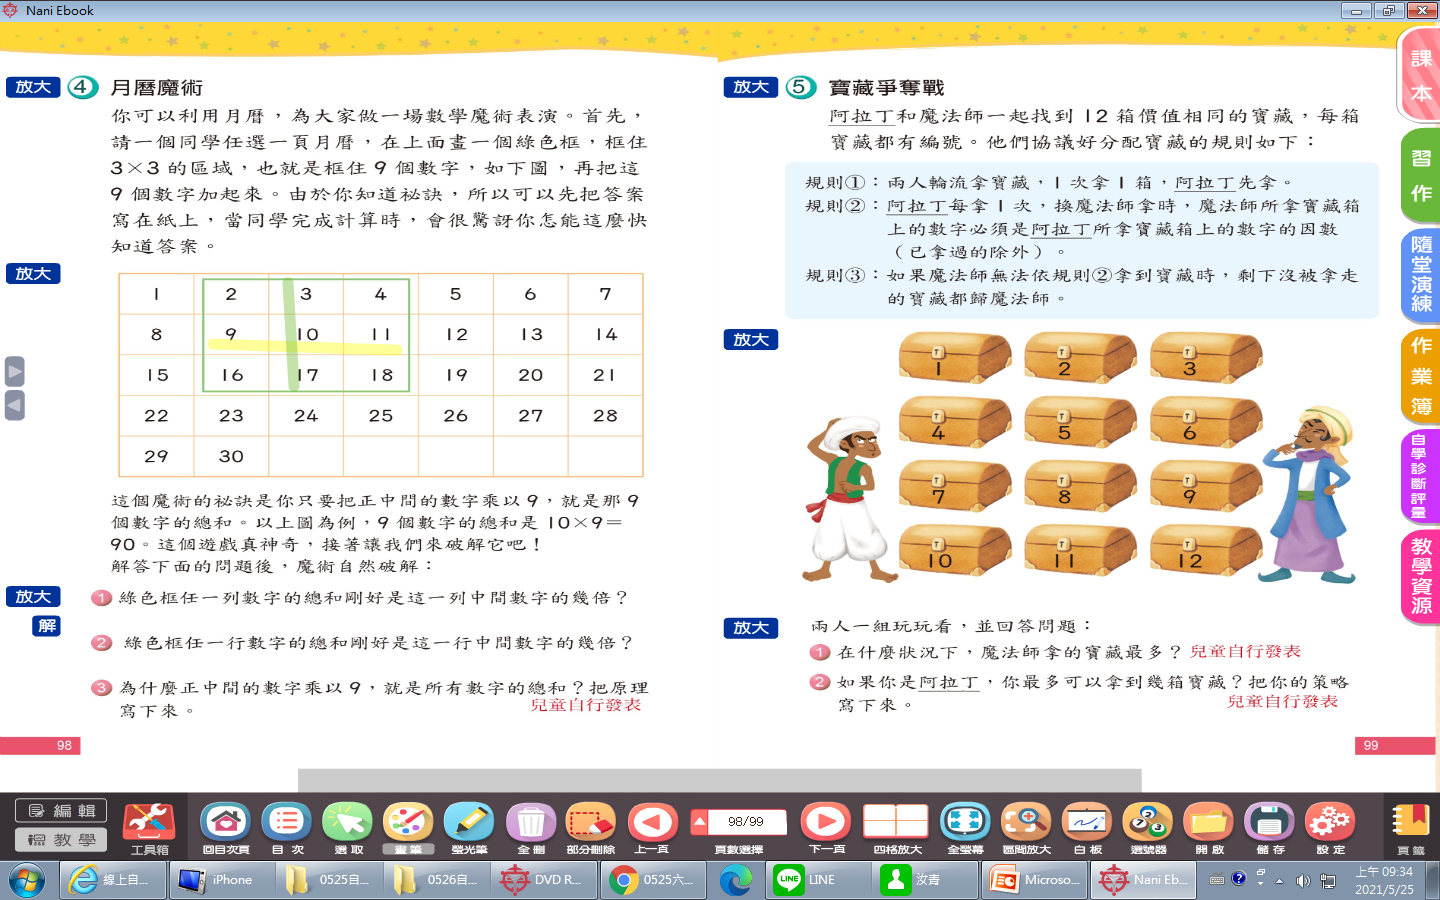 Nani Ebook
放大 4 月曆魔術
你可以利用月曆，為大家做一場數學魔術表演。首先，
請一個同學任選一頁月曆，在上面畫一個綠色框，框住
3×3 的區域，也就是框住 9 個數字，如下圖，再把這
9 個數字加起來。由於你知道祕訣，所以可以先把答案
寫在紙上，當同學完成計算時，會很驚訝你怎能這麼快
知道答案。
放大
1 2 3 4 5 6 7
8 9 10 11 12 13 14
15 16 17 18 19 20 21
22 23 24 25 26 27 28
29 30
這個魔術的祕訣是你只要把正中間的數字乘以 9，就是那 9
個數字的總和。以上圖為例，9 個數字的總和是 10×9＝
90。這個遊戲真神奇，接著讓我們來破解它吧！
解答下面的問題後，魔術自然破解：
放大
解
1 綠色框任一列數字的總和剛好是這一列中間數字的幾倍？
2 綠色框任一行數字的總和剛好是這一行中間數字的幾倍？
3 為什麼正中間的數字乘以 9，就是所有數字的總和？把原理
寫下來。
兒童自行發表
98
放大 5 寶藏爭奪戰
阿拉丁和魔法師一起找到 12 箱價值相同的寶藏，每箱
寶藏都有編號。他們協議好分配寶藏的規則如下：
規則①：兩人輪流拿寶藏，1 次拿 1 箱，阿拉丁先拿。
規則②：阿拉丁每拿 1 次，換魔法師拿時，魔法師所拿寶藏箱
上的數字必須是阿拉丁所拿寶藏箱上的數字的因數
（已拿過的除外）。
規則③：如果魔法師無法依規則②拿到寶藏時，剩下沒被拿走
的寶藏都歸魔法師。
放大
1 2 3
4 5 6
7 8 9
10 11 12
放大
兩人一組玩玩看，並回答問題：
1 在什麼狀況下，魔法師拿的寶藏最多？ 兒童自行發表
2 如果你是阿拉丁，你最多可以拿到幾箱寶藏？把你的策略
寫下來。
兒童自行發表
99
課本
習作
隨堂演練
作業簿
自學診斷評量
教學資源
編輯
教學
工具箱
回目次頁
目次
選取
畫筆
螢光筆
全刪
部分刪除
上一頁
98/99
頁數選擇
下一頁
四格放大
全螢幕
區間放大
白板
選號器
開啟
儲存
設定
頁籤
線上自...
iPhone
0525自...
0526自...
DVD R...
0525六...
LINE
LINE
汝青
Microso...
Nani Eb...
上午 09:34
2021/5/25